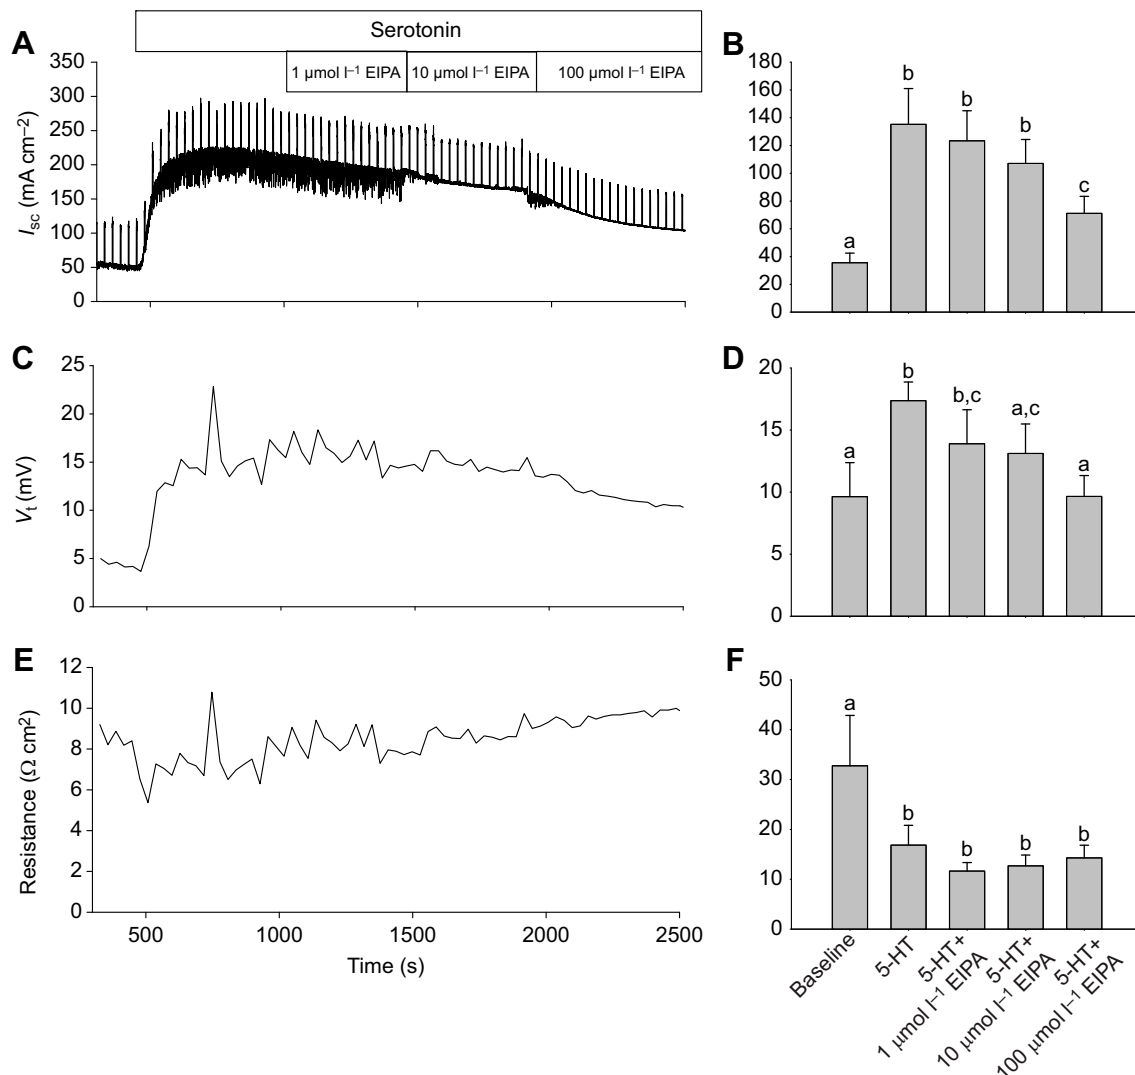 Serotonin
1 μmol l–1 EIPA 10 μmol l–1 EIPA 100 μmol l–1 EIPA
A
350
300
250
200
150
100
50
0
Isc (mA cm–2)
B
180
160
140
120
100
80
60
40
20
0
a b b b c
C
25
20
15
10
5
0
Vt (mV)
D
20
15
10
5
0
a b b,c a,c a
E
12
10
8
6
4
2
0
Resistance (Ω cm2)
500 1000 1500 2000 2500
Time (s)
F
50
40
30
20
10
0
a b b b b
Baseline
5-HT
5-HT+
1 μmol l–1 EIPA
5-HT+
10 μmol l–1 EIPA
5-HT+
100 μmol l–1 EIPA